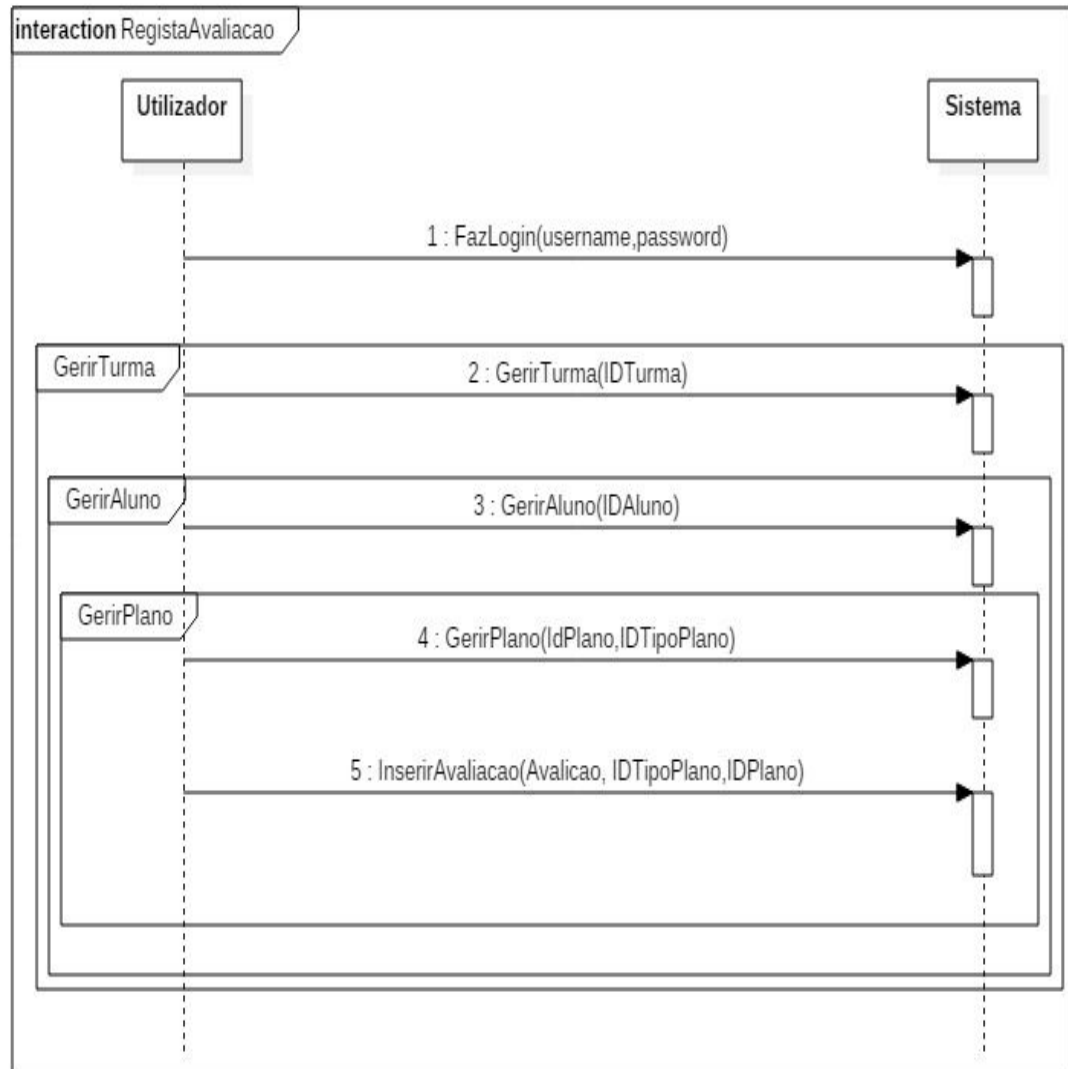 interaction RegistaAvaliacao
Utilizador
Sistema
1 : FazLogin(username,password)
GerirTurma
2 : GerirTurma(IDTurma)
GerirAluno
3 : GerirAluno(IDAluno)
GerirPlano
4 : GerirPlano(IdPlano,IDTipoPlano)
5 : InserirAvaliacao(Avalicao, IDTipoPlano,IDPlano)